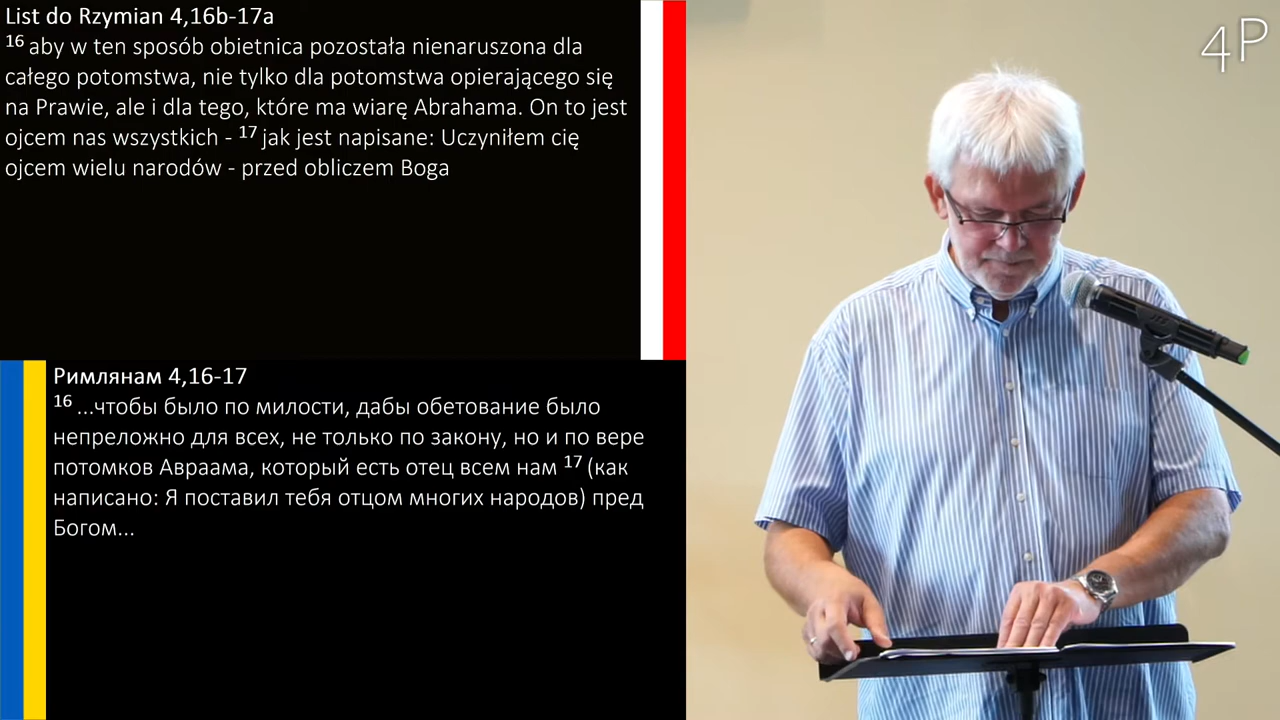 List do Rzymian 4,16b-17a
16 aby w ten sposób obietnica pozostała nienaruszona dla
całego potomstwa, nie tylko dla potomstwa opierającego się
na Prawie, ale i dla tego, które ma wiarę Abrahama. On to jest
ojcem nas wszystkich - 17 jak jest napisane: Uczyniłem cię
ojcem wielu narodów - przed obliczem Boga
4P
Римлянам 4,16-17
16 ...чтобы было по милости, дабы обетование было
непреложно для всех, не только по закону, но и по вере
потомков Авраама, который есть отец всем нам 17 (как
написано: Я поставил тебя отцом многих народов) пред
Богом...